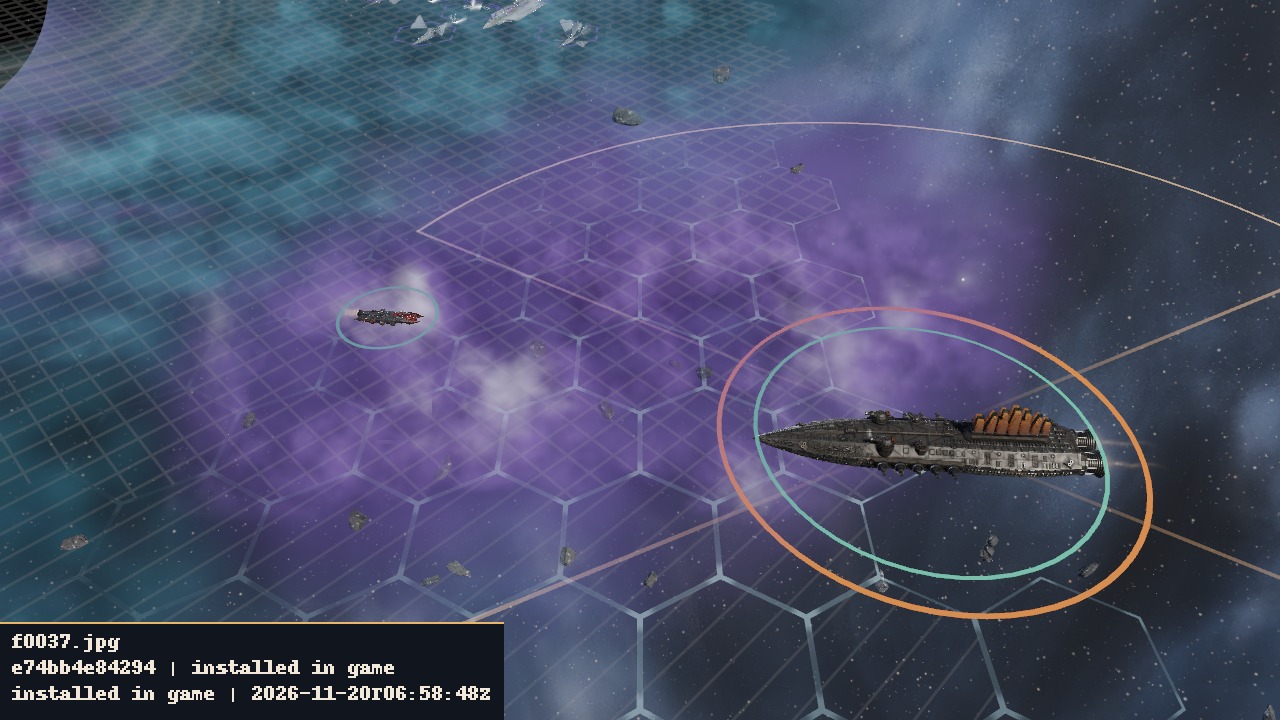 f0037.jpg
e74bb4e84294 | installed in game
installed in game | 2026-11-20T06:58:48Z